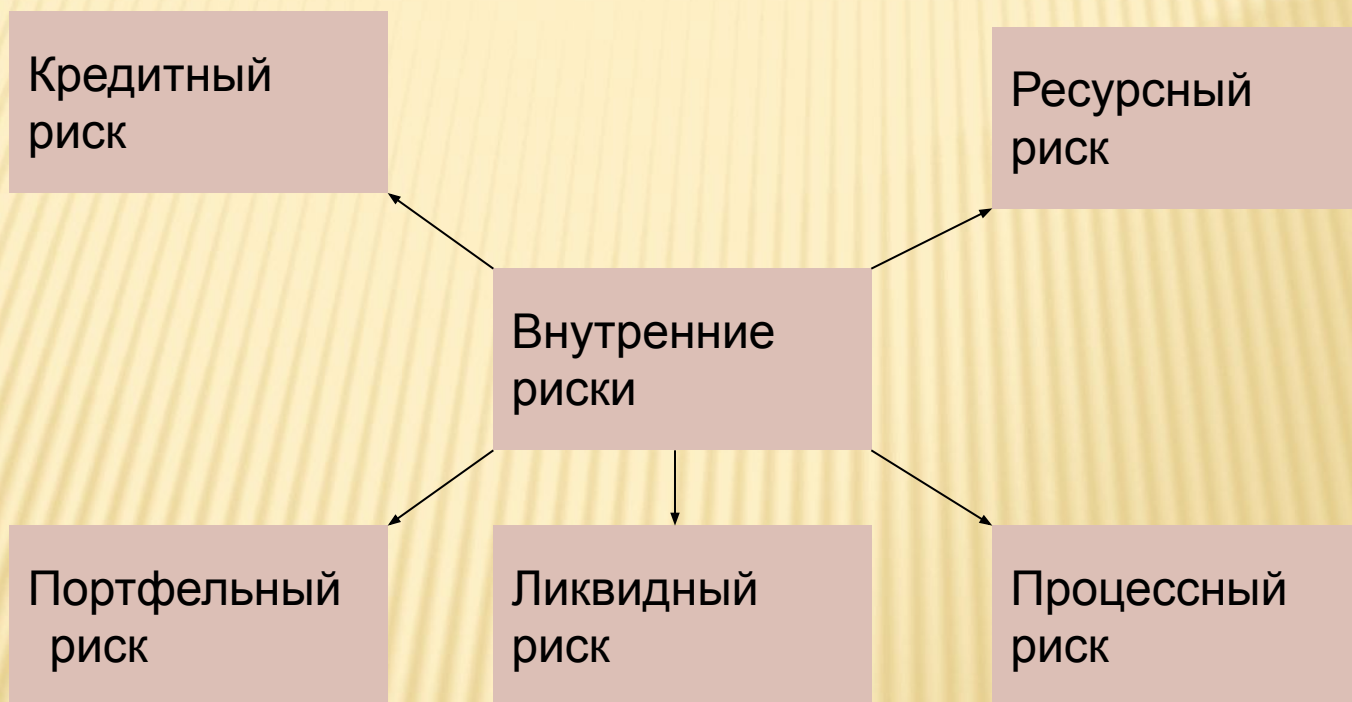 Кредитный
риск
Ресурсный
риск
Внутренние
риски
Портфельный
риск
Ликвидный
риск
Процессный
риск